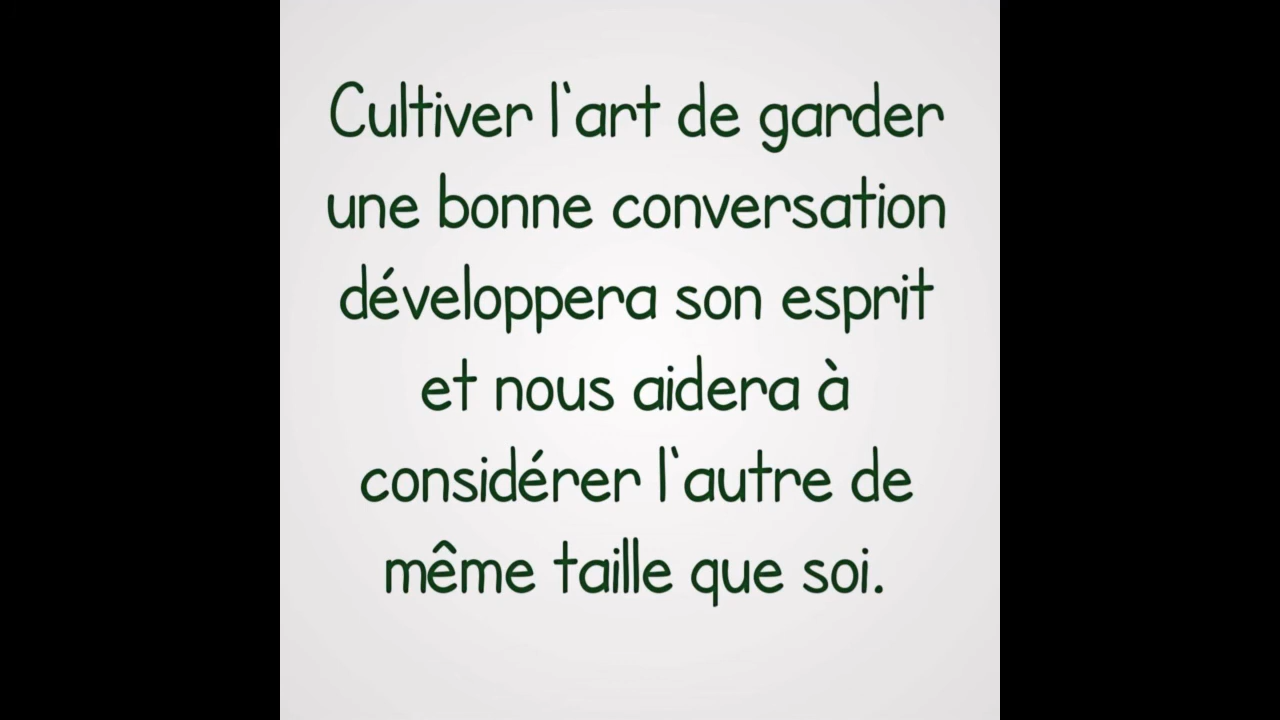 Cultiver l'art de garder
une bonne conversation
développera son esprit
et nous aidera à
considérer l'autre de
même taille que soi.